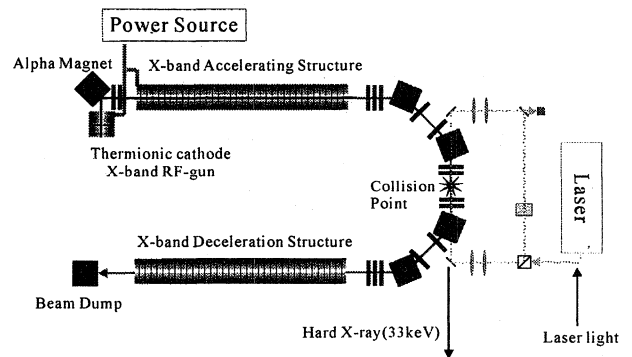 Power Source
Alpha Magnet
X-band Accelerating Structure
Thermionic cathode
X-band RF-gun
Collision
Point
Laser
X-band Deceleration Structure
Beam Dump
Hard X-ray(33keV)
Laser light